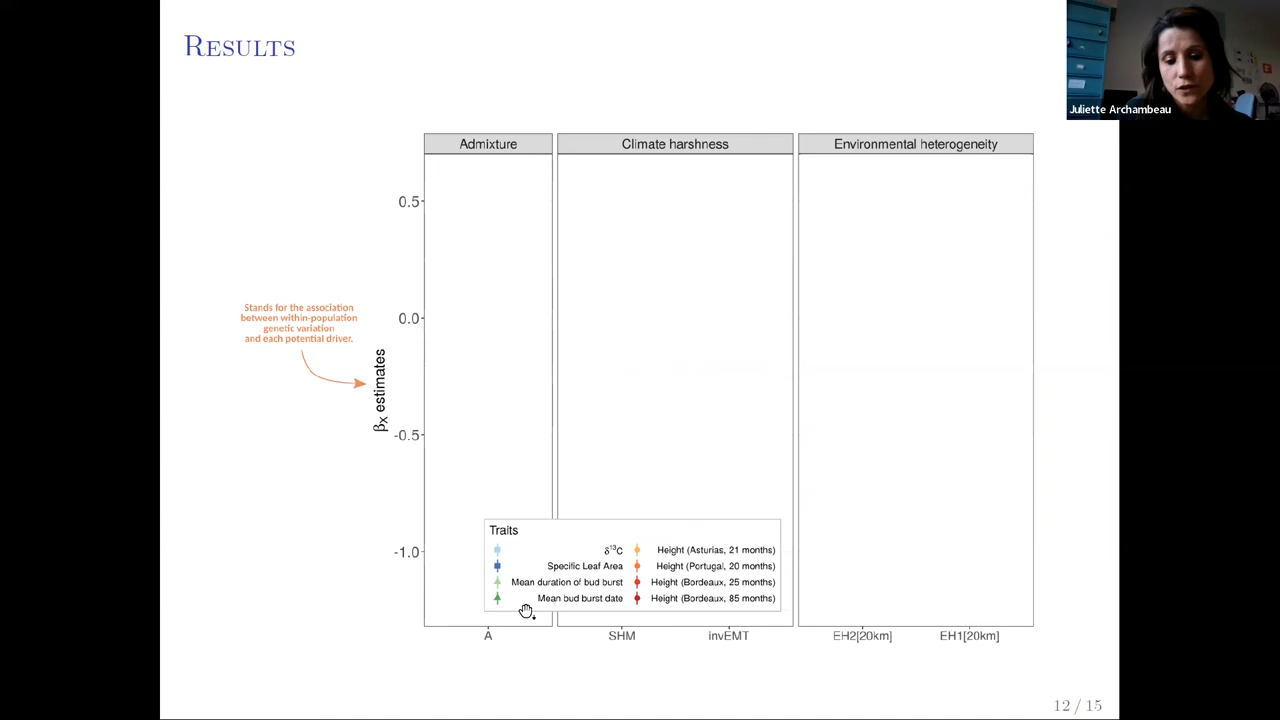 RESULTS
Juliette Archambeau
Admixture
Climate harshness
Environmental heterogeneity
Stands for the association
between within-population
genetic variation
and each potential driver.
βX estimates
0.5
0.0
-0.5
-1.0
Traits
δ13C
Specific Leaf Area
Mean duration of bud burst
Mean bud burst date
Height (Asturias, 21 months)
Height (Portugal, 20 months)
Height (Bordeaux, 25 months)
Height (Bordeaux, 85 months)
A
SHM
invEMT
EH2[20km]
EH1[20km]
12 / 15